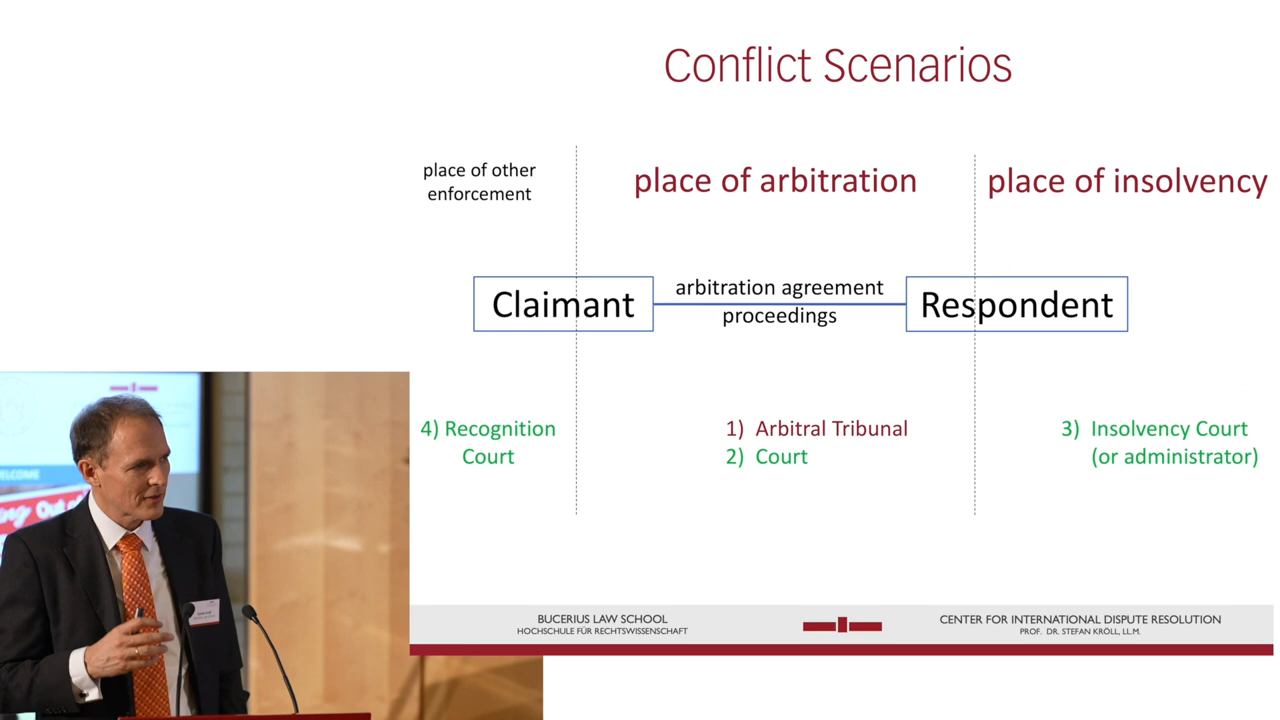 Conflict Scenarios
place of other
enforcement
place of arbitration
place of insolvency
Claimant
arbitration agreement
proceedings
Respondent
4) Recognition
Court
1) Arbitral Tribunal
2) Court
3) Insolvency Court
(or administrator)
ELCOME
Out
BUCERIUS LAW SCHOOL
HOCHSCHULE FÜR RECHTSWISSENSCHAFT
CENTER FOR INTERNATIONAL DISPUTE RESOLUTION
PROF. DR. STEFAN KRÖLL, LL.M.